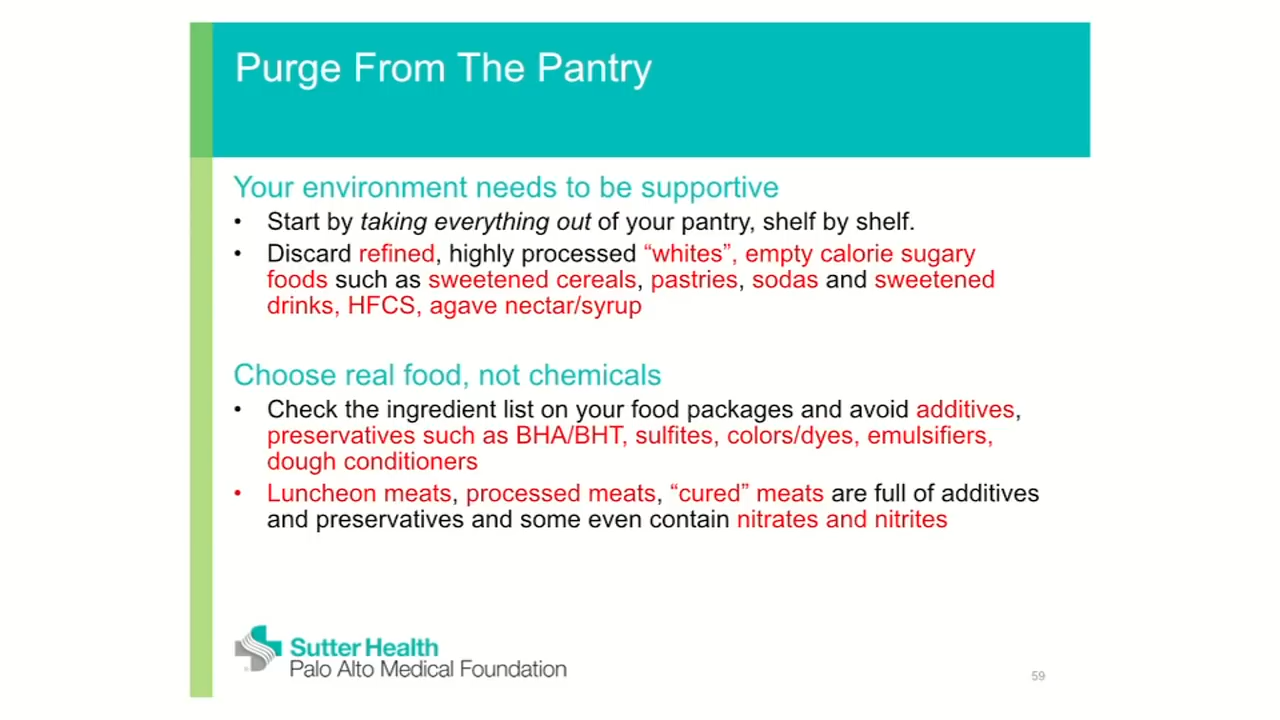 Purge From The Pantry
Your environment needs to be supportive
• Start by taking everything out of your pantry, shelf by shelf.
• Discard refined, highly processed “whites”, empty calorie sugary
foods such as sweetened cereals, pastries, sodas and sweetened
drinks, HFCS, agave nectar/syrup
Choose real food, not chemicals
• Check the ingredient list on your food packages and avoid additives,
preservatives such as BHA/BHT, sulfites, colors/dyes, emulsifiers,
dough conditioners
• Luncheon meats, processed meats, “cured” meats are full of additives
and preservatives and some even contain nitrates and nitrites
Sutter Health
Palo Alto Medical Foundation
59